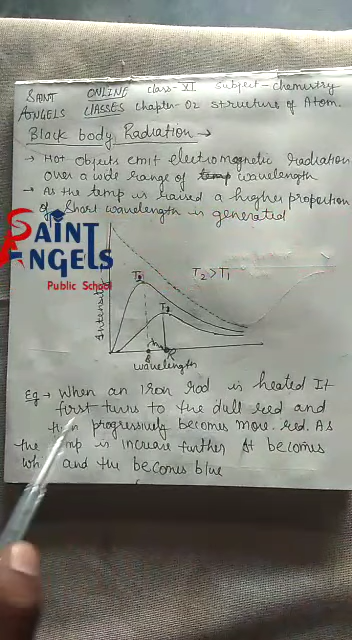 SAINT ONLINE class-XI subject-chemistry
ANGELS CLASSES chapter-02 structure of Atom.
Black body Radiation →
→ Hot objects emit electromagnetic radiation
over a wide range of wavelength
→ As the temp is raised a higher proportion
of short wavelength is generated
SAINT
ANGELS
Public School
T2 > T1
Intensity
wavelength
Eg → When an Iron rod is heated It
first turns to the dull red and
then progressively becomes more red. As
the temp is increase further It becomes
and the becomes blue